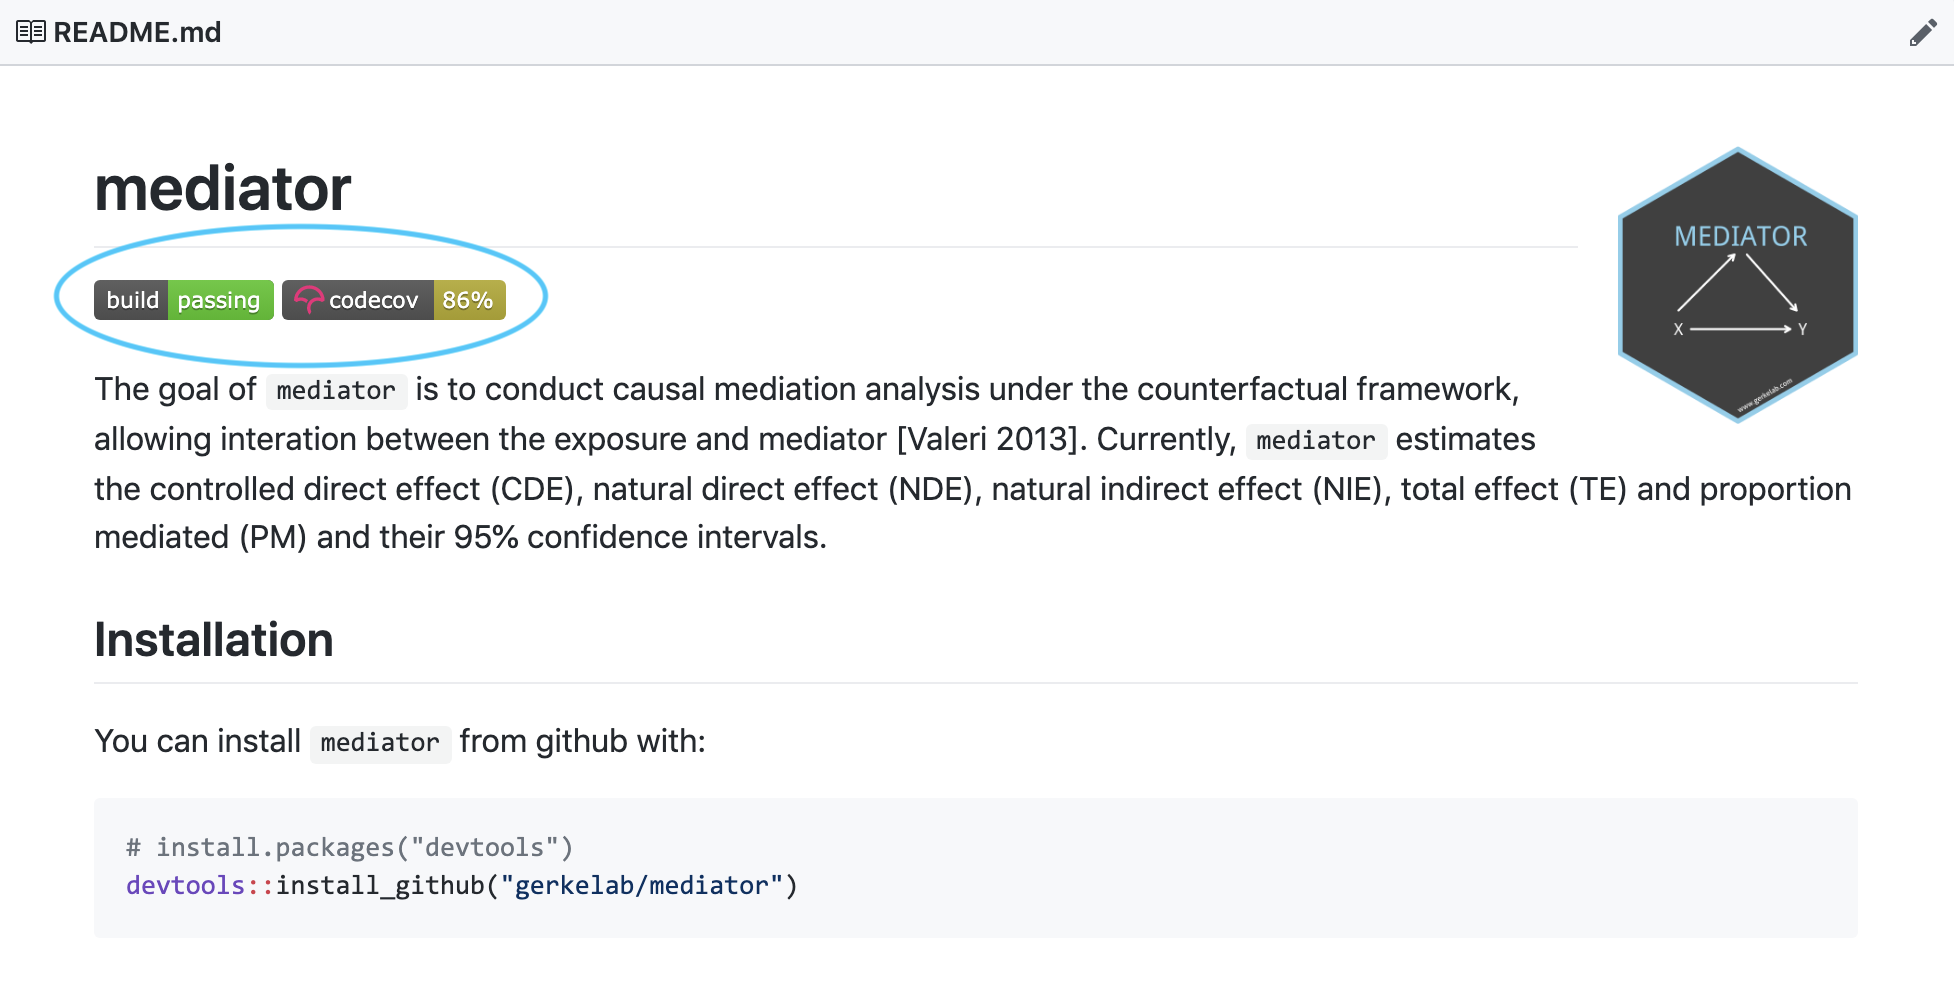 README.md
mediator
build passing codecov 86%
MEDIATOR
X Y
www.gerkelab.com
The goal of mediator is to conduct causal mediation analysis under the counterfactual framework,
allowing interation between the exposure and mediator [Valeri 2013]. Currently, mediator estimates
the controlled direct effect (CDE), natural direct effect (NDE), natural indirect effect (NIE), total effect (TE) and proportion
mediated (PM) and their 95% confidence intervals.
Installation
You can install mediator from github with:
# install.packages("devtools")
devtools::install_github("gerkelab/mediator")